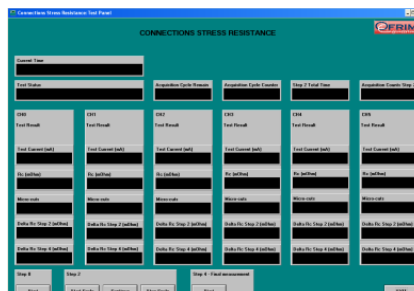 Connections Stress Resistance Test Panel
CONNECTIONS STRESS RESISTANCE
Current Time
Test Status
Acquisition Cycle Remain
Acquisition Cycle Counter
Step 2 Total Time
Acquisition Counter Step
CH0 CH1 CH2 CH3 CH4 CH5
Test Result Test Result Test Result Test Result Test Result Test Result
Test Current (mA) Test Current (mA) Test Current (mA) Test Current (mA) Test Current (mA) Test Current (mA)
Rc (mOhm) Rc (mOhm) Rc (mOhm) Rc (mOhm) Rc (mOhm) Rc (mOhm)
Micro-cuts Micro-cuts Micro-cuts Micro-cuts Micro-cuts Micro-cuts
Delta Rc Step 2 (mOhm) Delta Rc Step 2 (mOhm) Delta Rc Step 2 (mOhm) Delta Rc Step 2 (mOhm) Delta Rc Step 2 (mOhm) Delta Rc Step 2 (mOhm)
Delta Rc Step 4 (mOhm) Delta Rc Step 4 (mOhm) Delta Rc Step 4 (mOhm) Delta Rc Step 4 (mOhm) Delta Rc Step 4 (mOhm) Delta Rc Step 4 (mOhm)
Step 0 Step 2 Step 4 - Final measurement